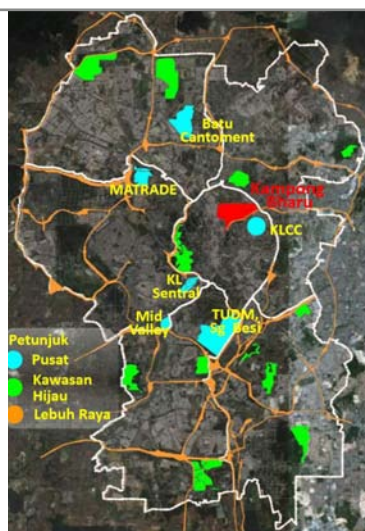 Batu
Cantoment
MATRADE
Kampong
Bharu
KLCC
KL
Sentral
Mid
Valley
TUDM,
Sg Besi
Petunjuk
Pusat
Kawasan
Hijau
Lebuh Raya